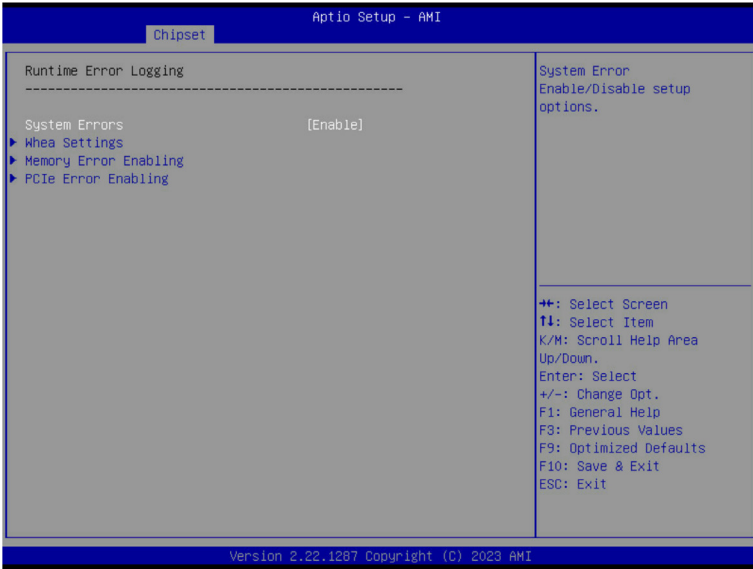 Aptio Setup – AMI
Chipset
Runtime Error Logging
--------------------------------------------------
System Errors [Enable]
Whea Settings
Memory Error Enabling
PCIe Error Enabling
System Error
Enable/Disable setup
options.
→←: Select Screen
↑↓: Select Item
K/M: Scroll Help Area
Up/Down.
Enter: Select
+/-: Change Opt.
F1: General Help
F3: Previous Values
F9: Optimized Defaults
F10: Save & Exit
ESC: Exit
Version 2.22.1287 Copyright (C) 2023 AMI